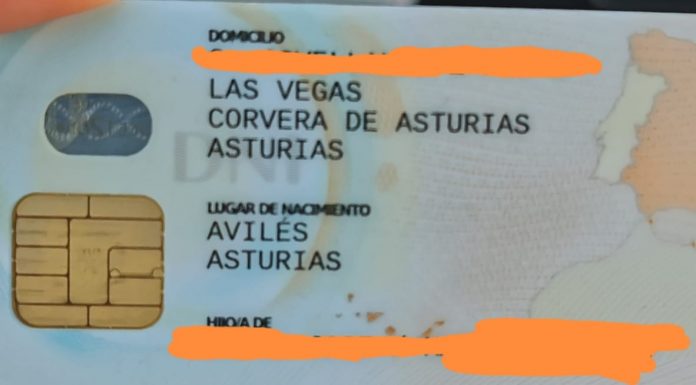 DOMICILIO
LAS VEGAS
CORVERA DE ASTURIAS
ASTURIAS
DNI
LUGAR DE NACIMIENTO
AVILÉS
ASTURIAS
HIJO/A DE